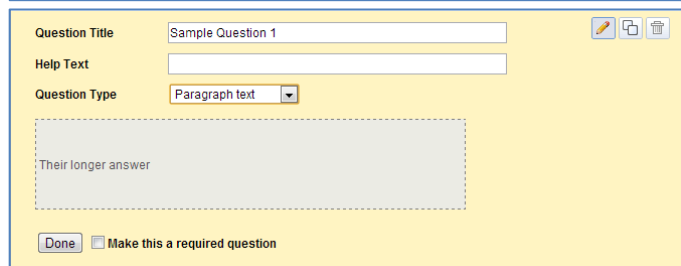 Question Title Sample Question 1
Help Text
Question Type Paragraph text
Their longer answer
Done Make this a required question